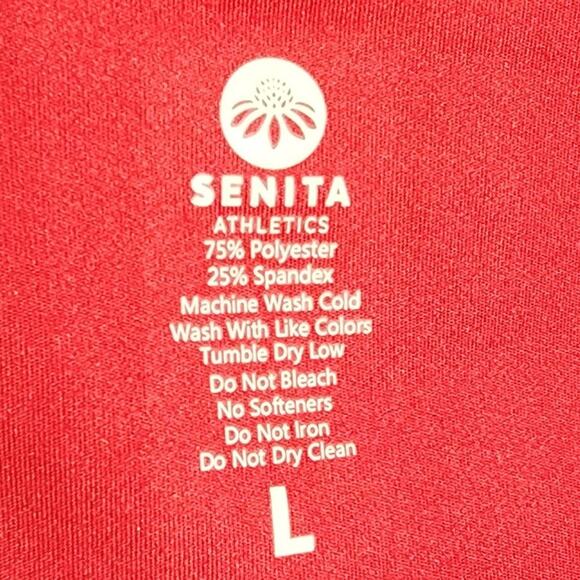 SENITA
ATHLETICS
75% Polyester
25% Spandex
Machine Wash Cold
Wash With Like Colors
Tumble Dry Low
Do Not Bleach
No Softeners
Do Not Iron
Do Not Dry Clean
L